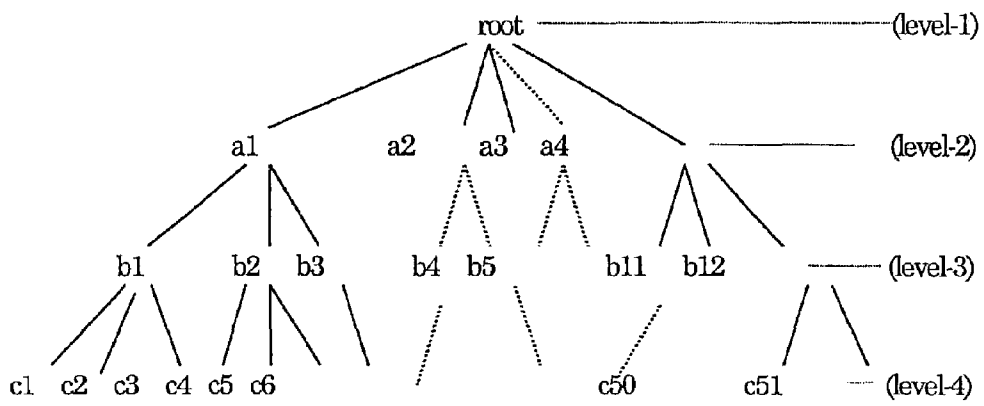 root (level-1)
a1 a2 a3 a4 (level-2)
b1 b2 b3 b4 b5 b11 b12 (level-3)
c1 c2 c3 c4 c5 c6 c50 c51 (level-4)